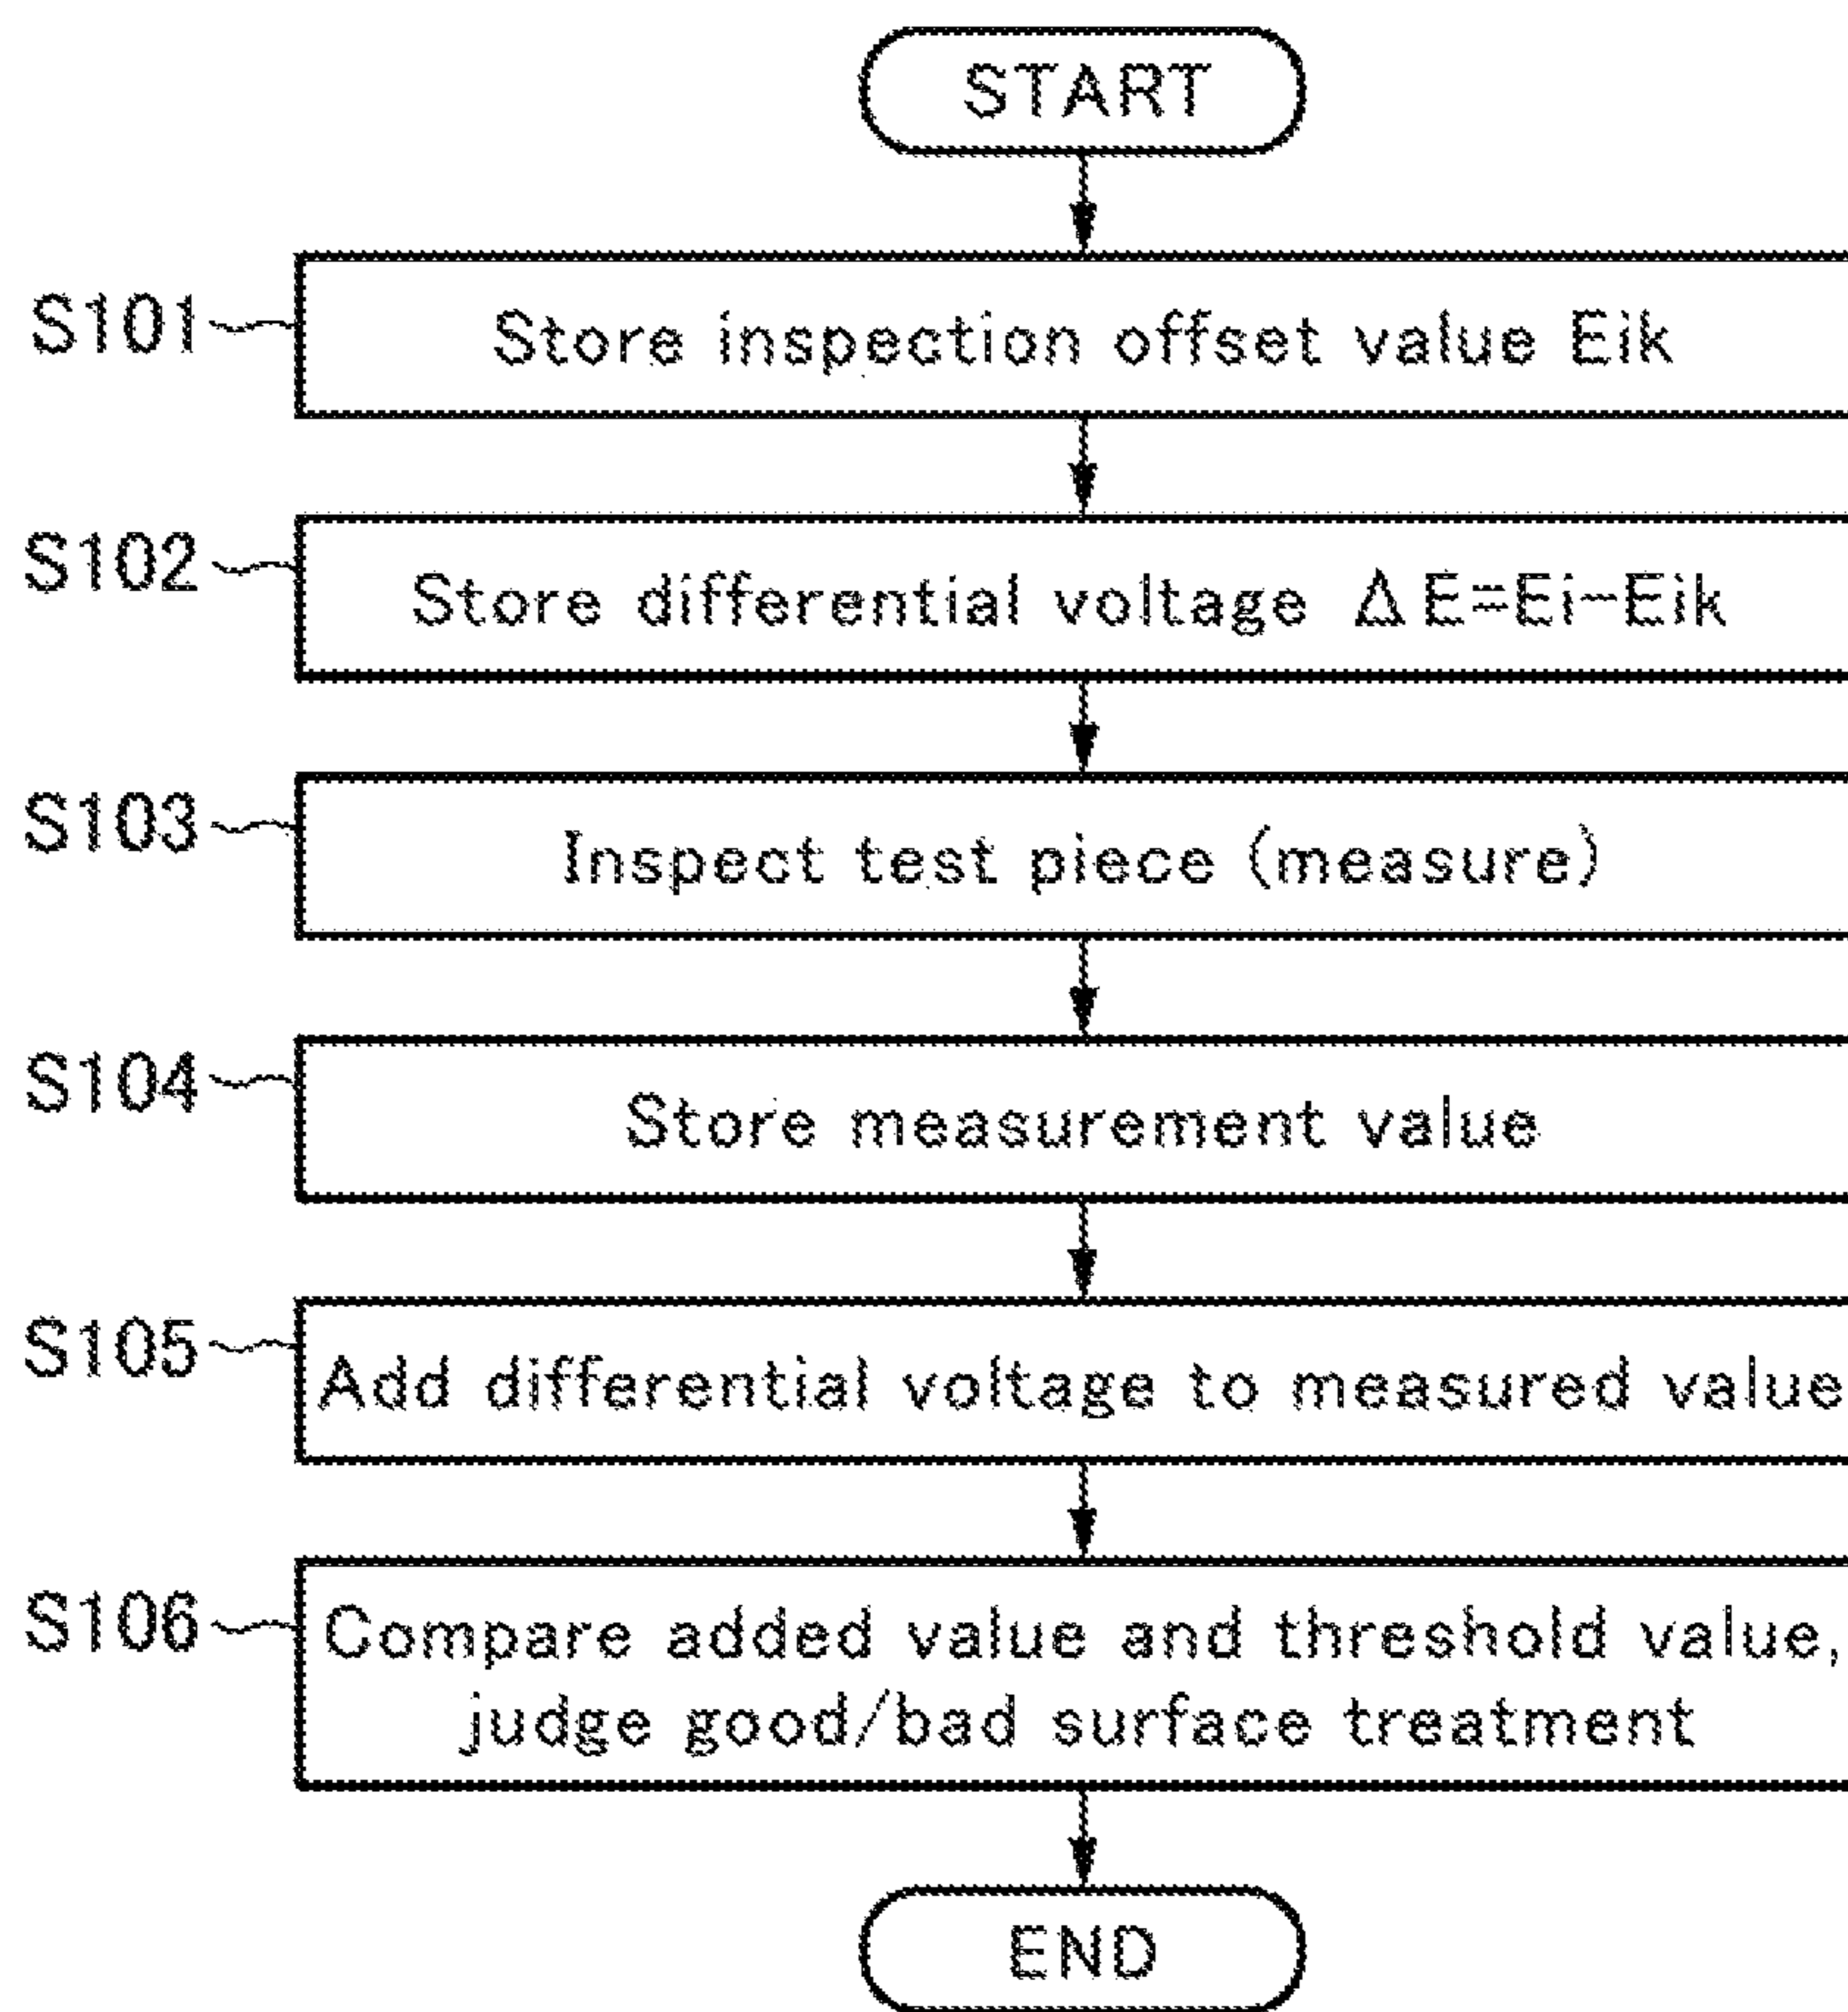 START
S101
Store inspection offset value Eik
S102
Store differential voltage ΔE=Ei-Eik
S103
Inspect test piece (measure)
S104
Store measurement value
S105
Add differential voltage to measured value
S106
Compare added value and threshold value,
judge good/bad surface treatment
END